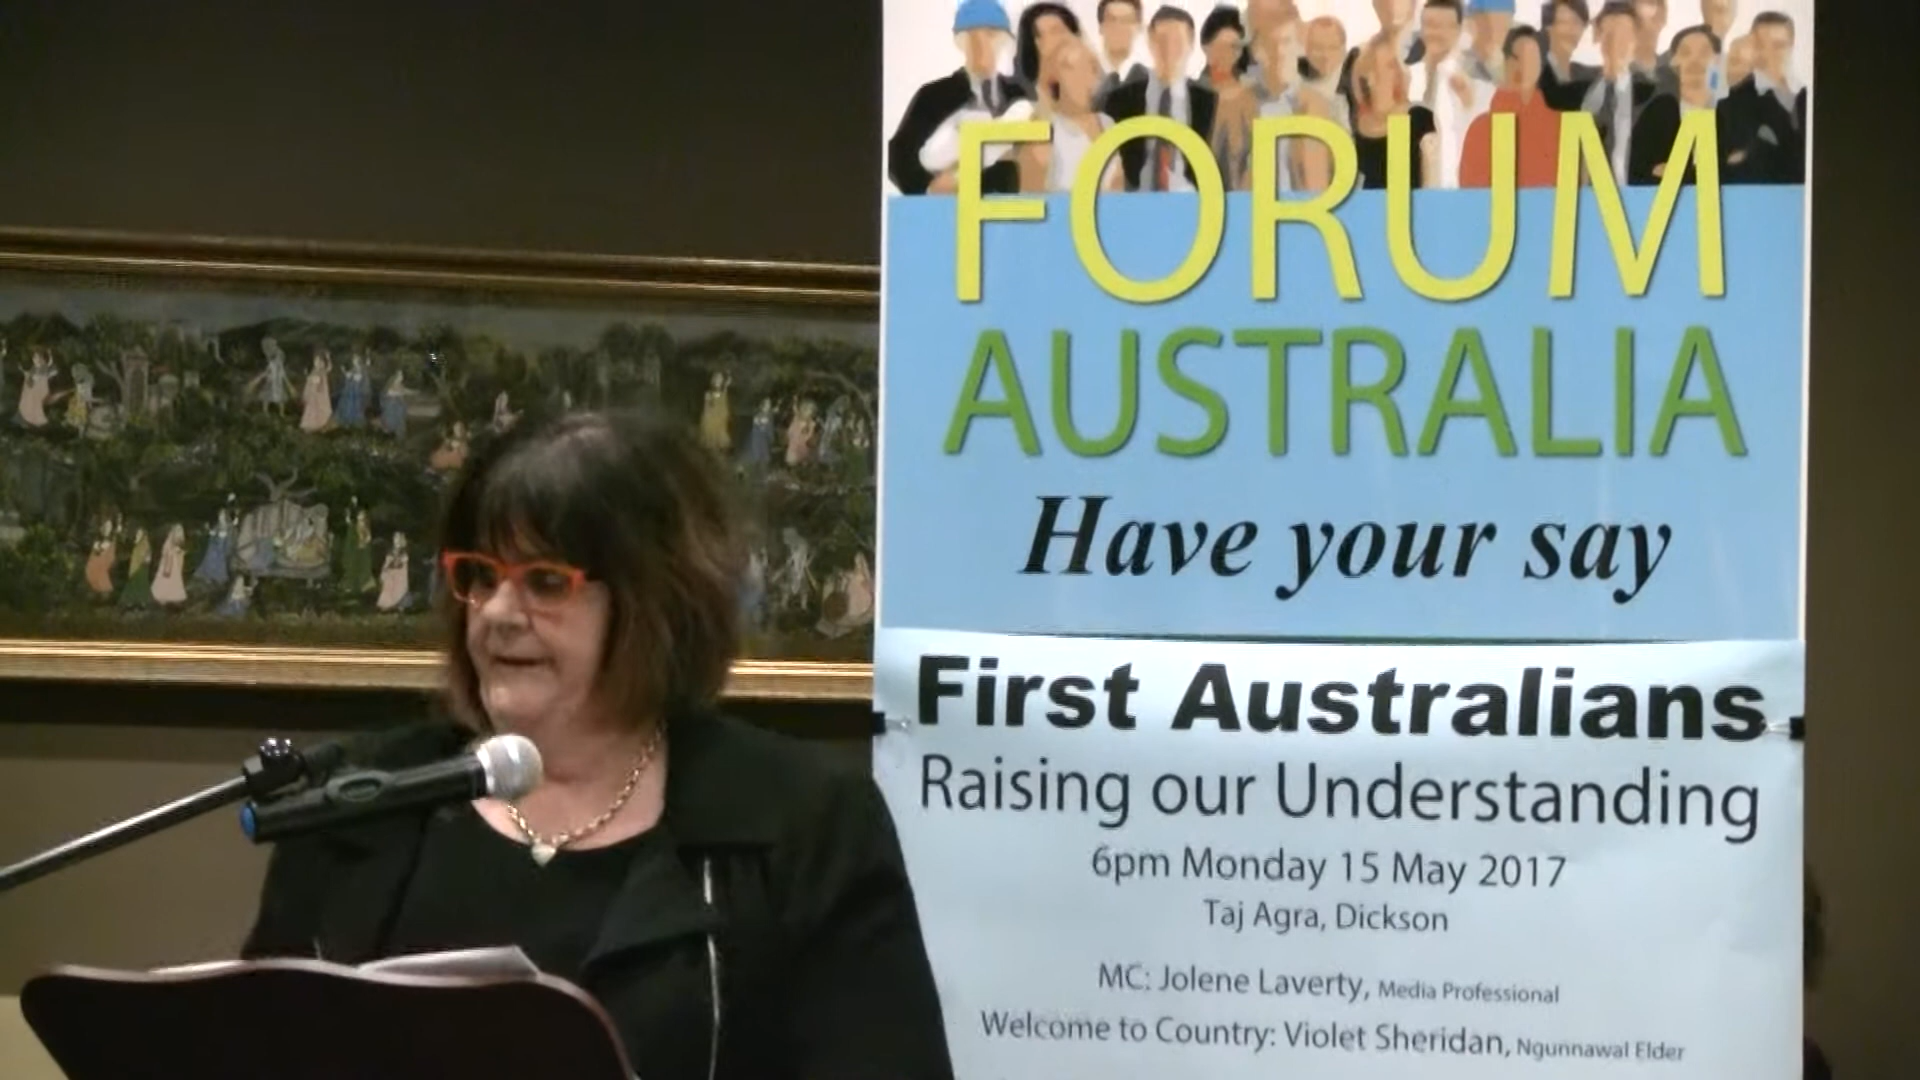 FORUM
AUSTRALIA
Have your say
First Australians
Raising our Understanding
6pm Monday 15 May 2017
Taj Agra, Dickson
MC: Jolene Laverty, Media Professional
Welcome to Country: Violet Sheridan, Ngunnawal Elder